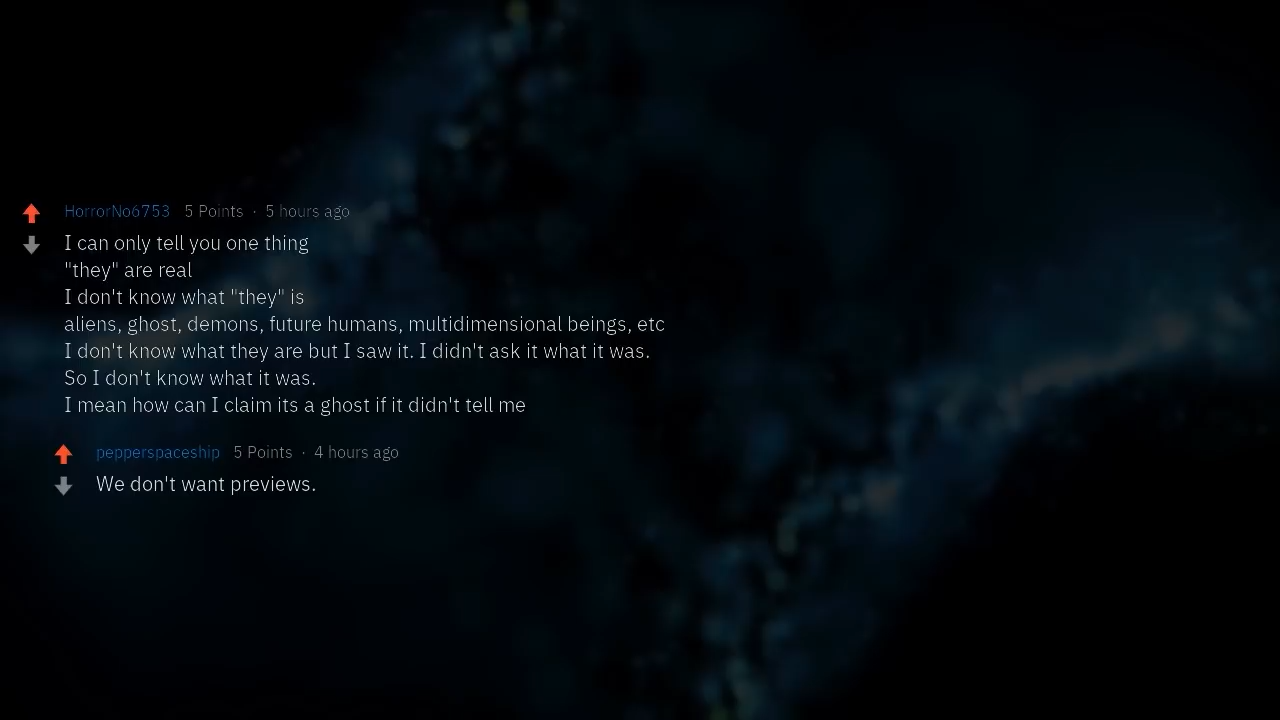 HorrorNo6753 5 Points · 5 hours ago
I can only tell you one thing
"they" are real
I don't know what "they" is
aliens, ghost, demons, future humans, multidimensional beings, etc
I don't know what they are but I saw it. I didn't ask it what it was.
So I don't know what it was.
I mean how can I claim its a ghost if it didn't tell me
pepperspaceship 5 Points · 4 hours ago
We don't want previews.